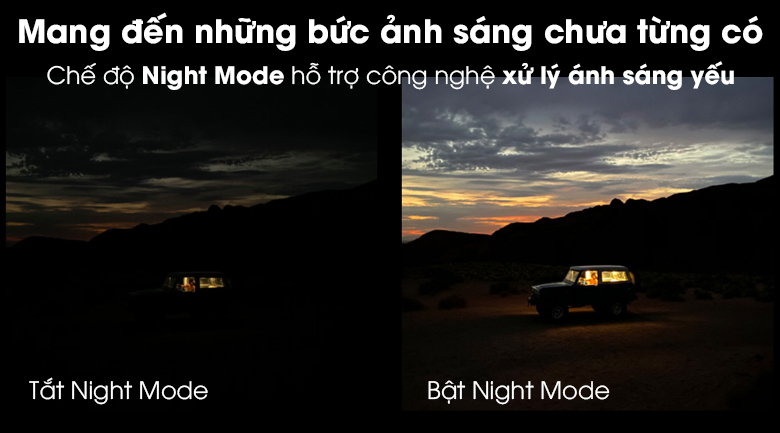 Mang đến những bức ảnh sáng chưa từng có
Chế độ Night Mode hỗ trợ công nghệ xử lý ánh sáng yếu
Tắt Night Mode
Bật Night Mode